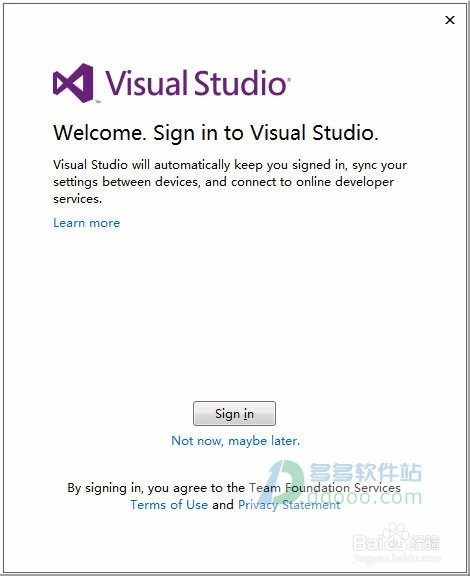 Visual Studio
Welcome. Sign in to Visual Studio.
Visual Studio will automatically keep you signed in, sync your
settings between devices, and connect to online developer
services.
Learn more
Sign in
Not now, maybe later.
By signing in, you agree to the Team Foundation Services
Terms of Use and Privacy Statement
多多软件站
ddooo.com
Baidu经验
jingyan.baidu.com